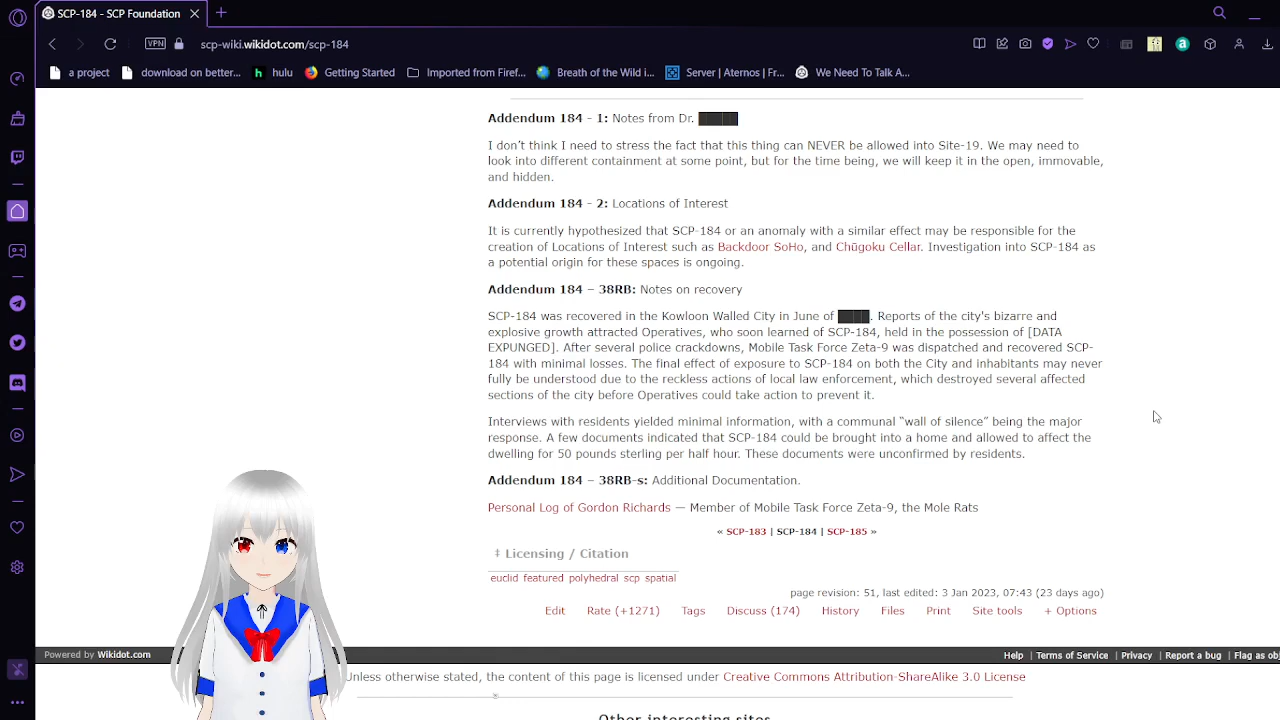 SCP-184 - SCP Foundation
VPN scp-wiki.wikidot.com/scp-184
a project download on better... hulu Getting Started Imported from Firef... Breath of the Wild i... Server | Aternos | Fr... We Need To Talk A...
Addendum 184 - 1: Notes from Dr. ████
I don't think I need to stress the fact that this thing can NEVER be allowed into Site-19. We may need to
look into different containment at some point, but for the time being, we will keep it in the open, immovable,
and hidden.
Addendum 184 - 2: Locations of Interest
It is currently hypothesized that SCP-184 or an anomaly with a similar effect may be responsible for the
creation of Locations of Interest such as Backdoor SoHo, and Chūgoku Cellar. Investigation into SCP-184 as
a potential origin for these spaces is ongoing.
Addendum 184 – 38RB: Notes on recovery
SCP-184 was recovered in the Kowloon Walled City in June of ████. Reports of the city's bizarre and
explosive growth attracted Operatives, who soon learned of SCP-184, held in the possession of [DATA
EXPUNGED]. After several police crackdowns, Mobile Task Force Zeta-9 was dispatched and recovered SCP-
184 with minimal losses. The final effect of exposure to SCP-184 on both the City and inhabitants may never
fully be understood due to the reckless actions of local law enforcement, which destroyed several affected
sections of the city before Operatives could take action to prevent it.
Interviews with residents yielded minimal information, with a communal “wall of silence” being the major
response. A few documents indicated that SCP-184 could be brought into a home and allowed to affect the
dwelling for 50 pounds sterling per half hour. These documents were unconfirmed by residents.
Addendum 184 – 38RB-s: Additional Documentation.
Personal Log of Gordon Richards — Member of Mobile Task Force Zeta-9, the Mole Rats
« SCP-183 | SCP-184 | SCP-185 »
‡ Licensing / Citation
euclid featured polyhedral scp spatial
page revision: 51, last edited: 3 Jan 2023, 07:43 (23 days ago)
Edit Rate (+1271) Tags Discuss (174) History Files Print Site tools + Options
Powered by Wikidot.com Help | Terms of Service | Privacy | Report a bug | Flag as obj
Unless otherwise stated, the content of this page is licensed under Creative Commons Attribution-ShareAlike 3.0 License
Other interesting sites